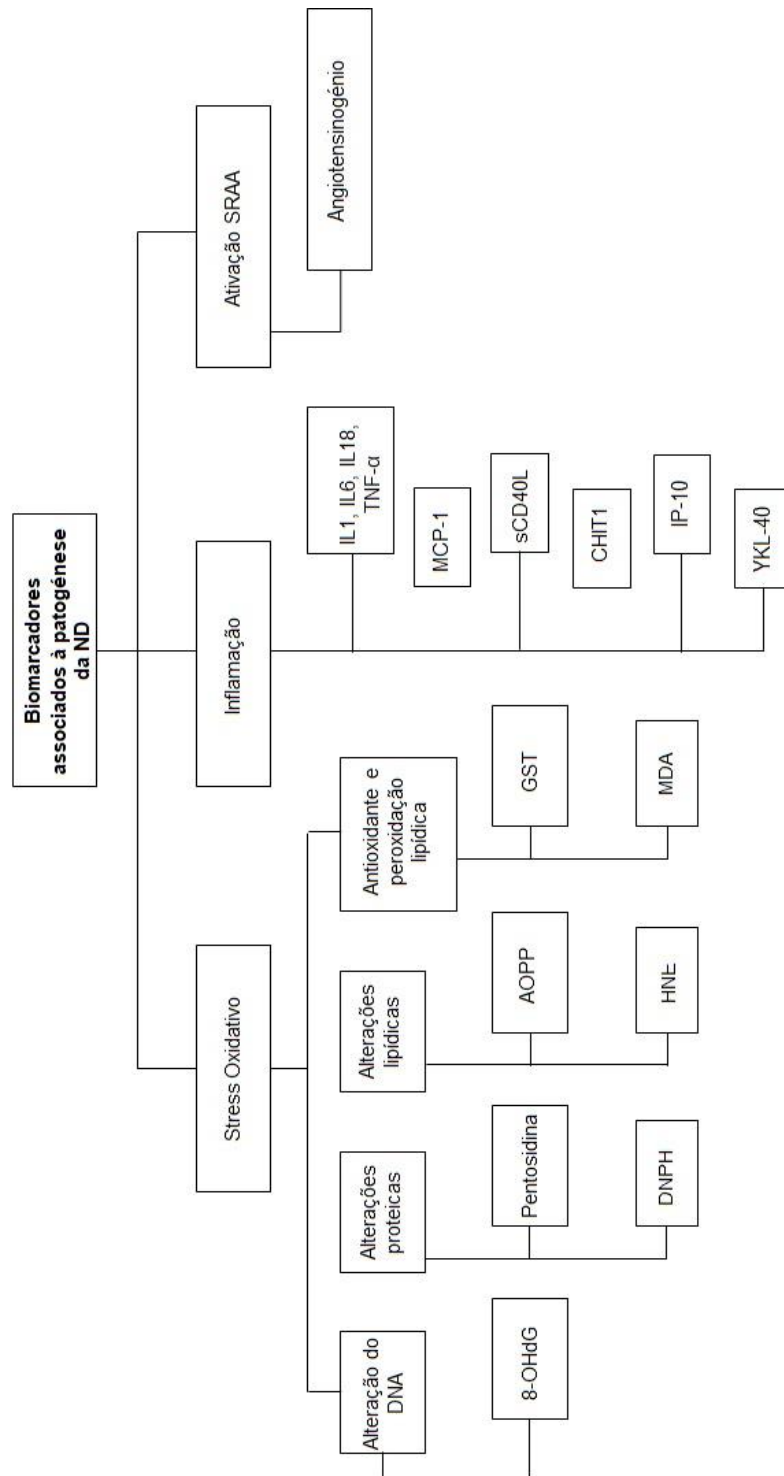 Biomarcadores
associados à patogénese
da ND
Stress Oxidativo
Inflamação
Ativação SRAA
Alteração do
DNA
8-OHdG
Alterações
proteicas
Pentosidina
DNPH
Alterações
lipídicas
AOPP
HNE
Antioxidante e
peroxidação
lipídica
GST
MDA
IL1, IL6, IL18,
TNF-α
MCP-1
sCD40L
CHIT1
IP-10
YKL-40
Angiotensinogénio